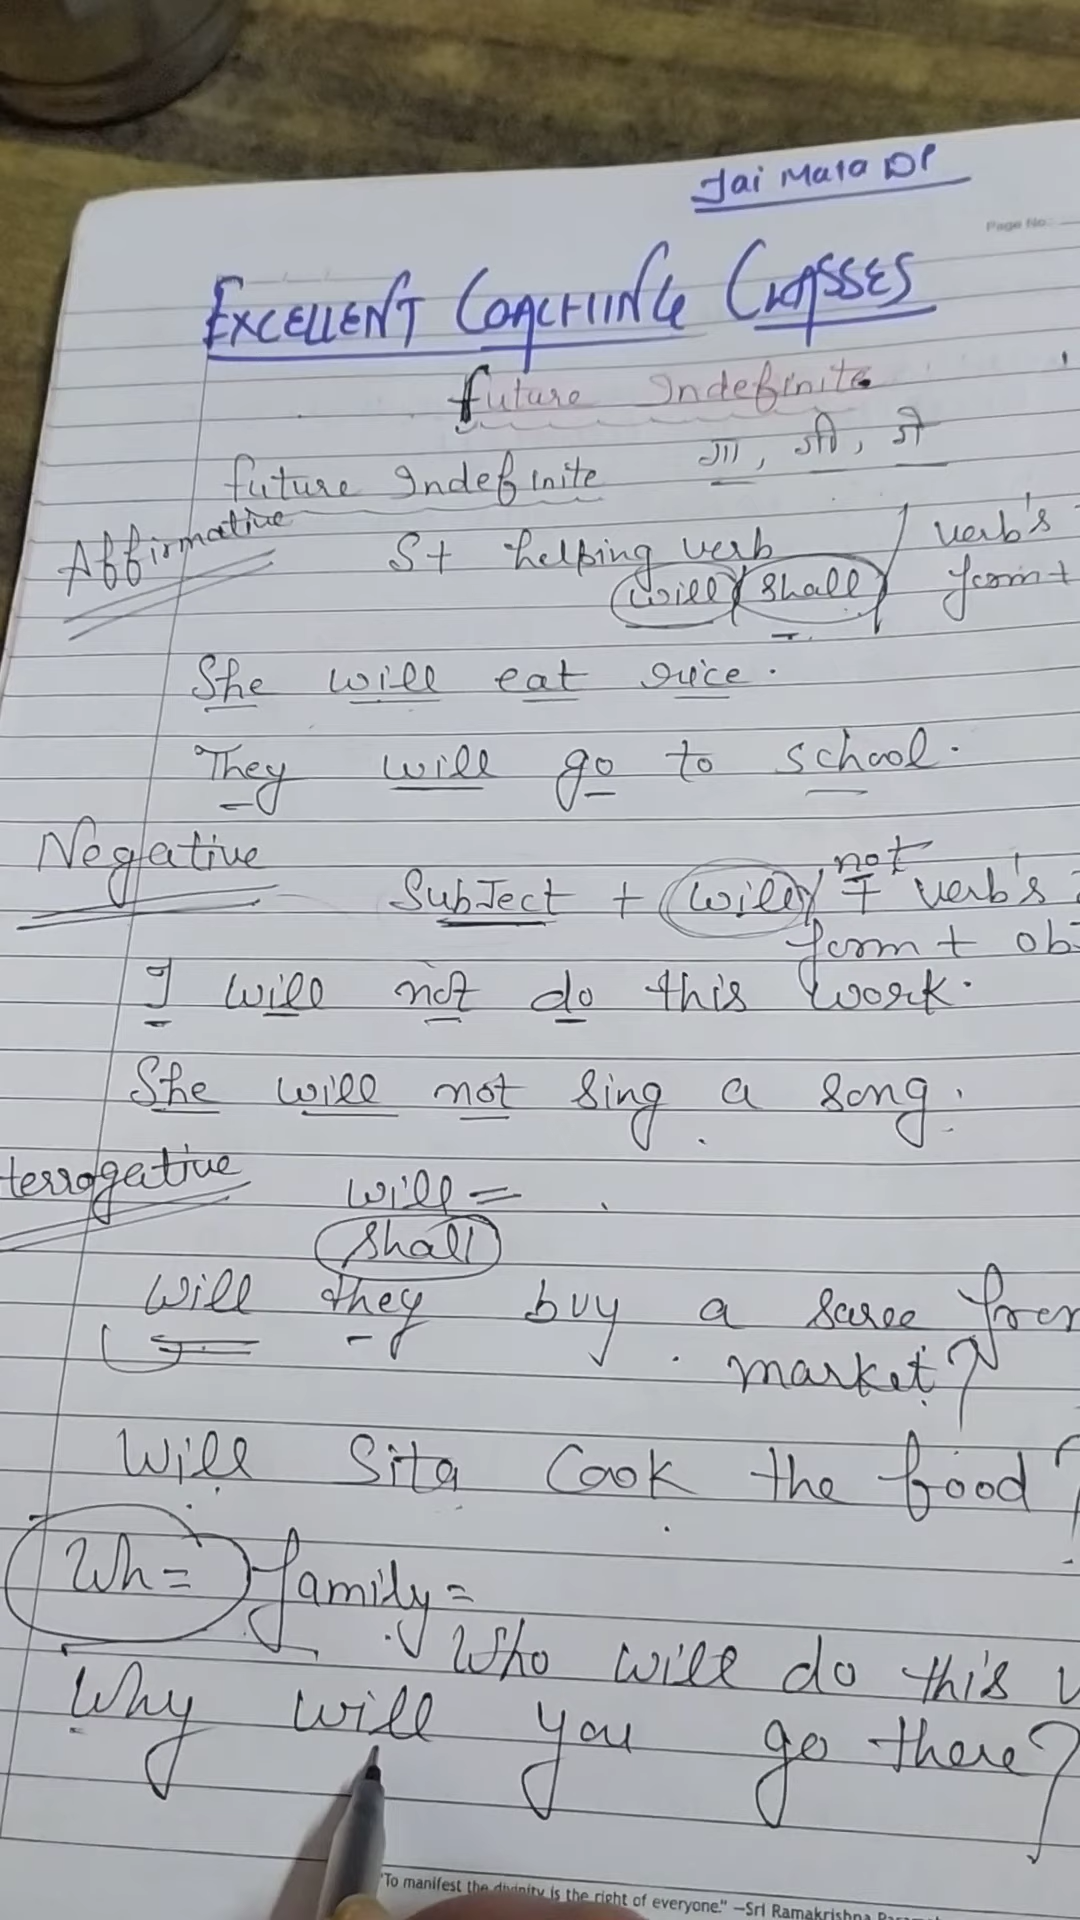 Jai Mata DI
Page No.
EXCELLENT COACHING CLASSES
Future Indefinite
Future Indefinite गा, गी, गे
Affirmative
S+ helping verb / verb's
will shall form +
She will eat rice.
They will go to school.
Negative
not
Subject + will/ + verb's
form + ob
I will not do this work.
She will not sing a song.
terrogative will =
Shall
Will they buy a saree
market?
Will Sita Cook the food?
Wh = family =
Who will do this
Why will you go there?
"To manifest the divinity is the right of everyone." —Sri Ramakrishna